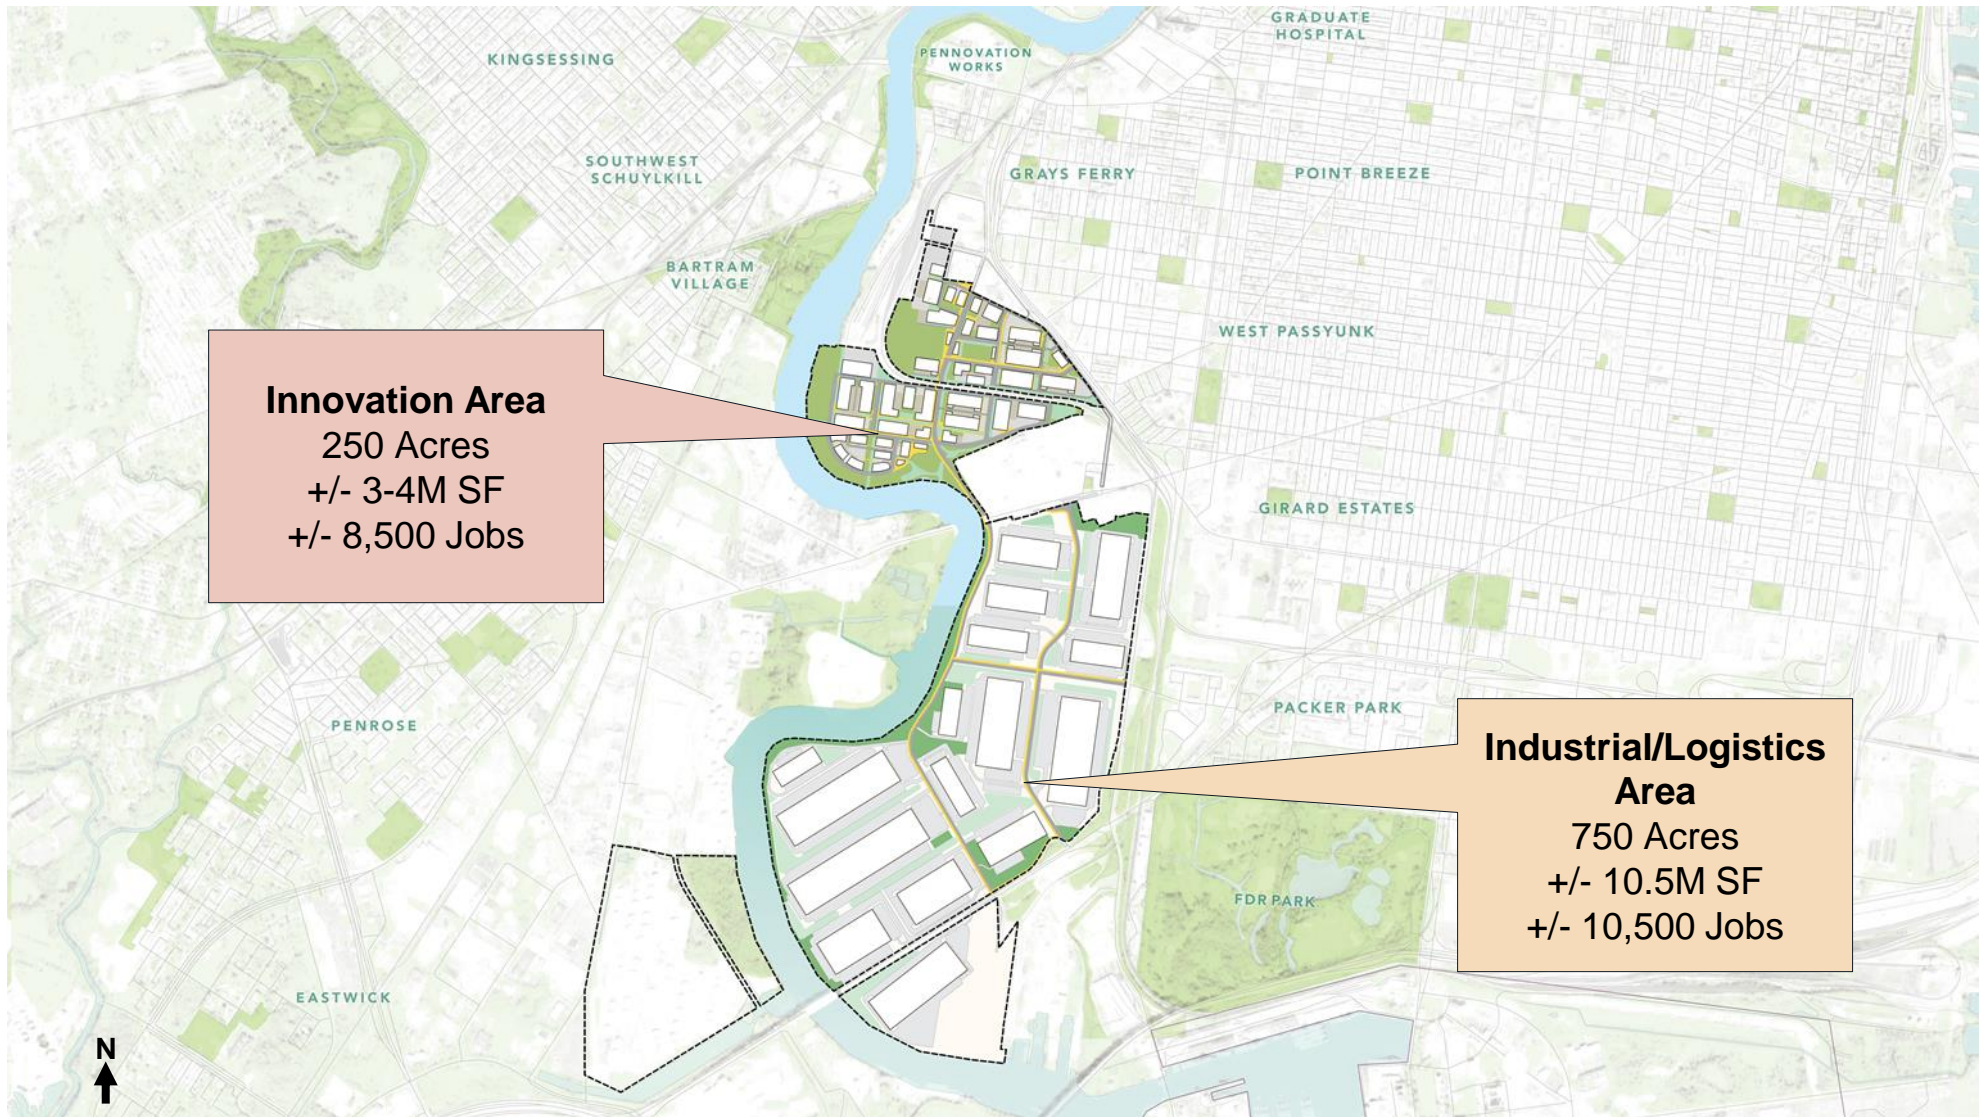 GRADUATE
HOSPITAL
KINGSESSING
PENNOVATION
WORKS
SOUTHWEST
SCHUYLKILL
GRAYS FERRY
POINT BREEZE
BARTRAM
VILLAGE
WEST PASSYUNK
Innovation Area
250 Acres
+/- 3-4M SF
+/- 8,500 Jobs
GIRARD ESTATES
PENROSE
PACKER PARK
Industrial/Logistics
Area
750 Acres
+/- 10.5M SF
+/- 10,500 Jobs
FDR PARK
EASTWICK
N